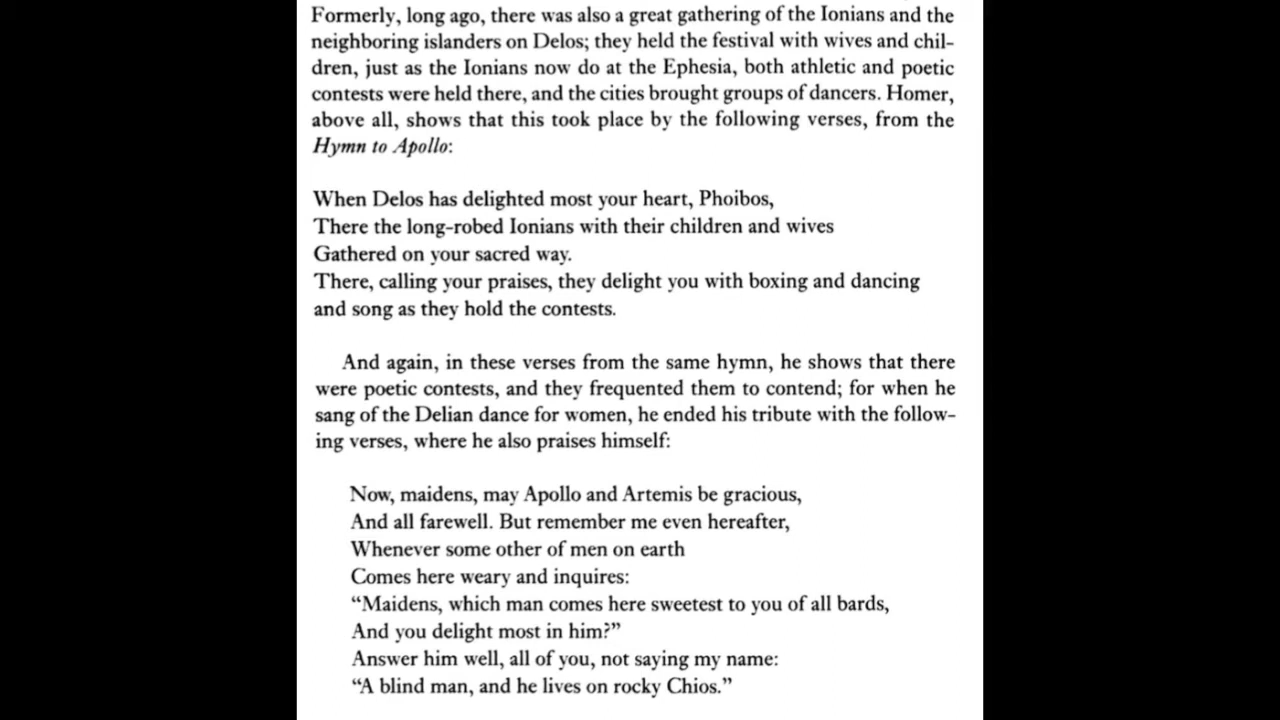 Formerly, long ago, there was also a great gathering of the Ionians and the
neighboring islanders on Delos; they held the festival with wives and chil-
dren, just as the Ionians now do at the Ephesia, both athletic and poetic
contests were held there, and the cities brought groups of dancers. Homer,
above all, shows that this took place by the following verses, from the
Hymn to Apollo:
When Delos has delighted most your heart, Phoibos,
There the long-robed Ionians with their children and wives
Gathered on your sacred way.
There, calling your praises, they delight you with boxing and dancing
and song as they hold the contests.
And again, in these verses from the same hymn, he shows that there
were poetic contests, and they frequented them to contend; for when he
sang of the Delian dance for women, he ended his tribute with the follow-
ing verses, where he also praises himself:
Now, maidens, may Apollo and Artemis be gracious,
And all farewell. But remember me even hereafter,
Whenever some other of men on earth
Comes here weary and inquires:
“Maidens, which man comes here sweetest to you of all bards,
And you delight most in him?”
Answer him well, all of you, not saying my name:
“A blind man, and he lives on rocky Chios.”